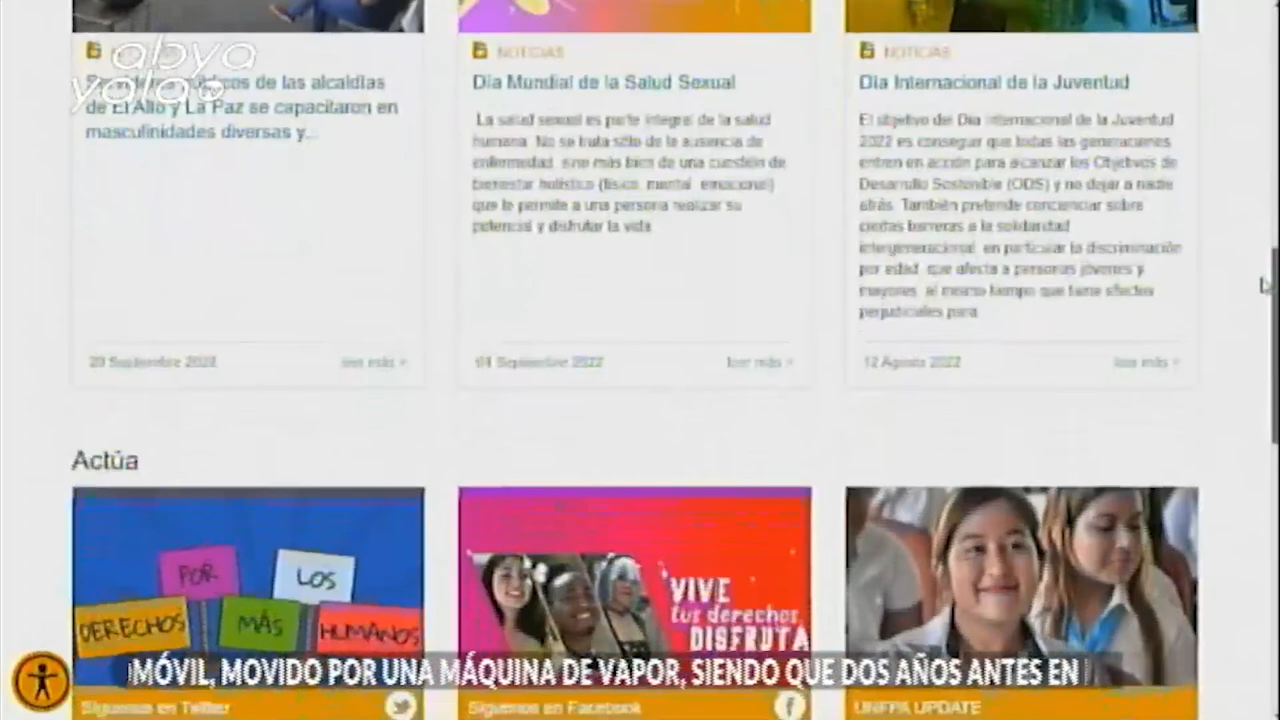 abya
yala
NOTICIAS
NOTICIAS
de las alcaldías
de El Alto y La Paz se capacitaron en
masculinidades diversas y...
28 Septiembre 2022
leer más >
Día Mundial de la Salud Sexual
La salud sexual es parte integral de la salud
humana. No se trata sólo de la ausencia de
enfermedad, sino más bien de una cuestión de
bienestar holístico (físico, mental, emocional)
que le permite a una persona realizar su
potencial y disfrutar la vida
Septiembre 2022
leer más >
Día Internacional de la Juventud
El objetivo del Día Internacional de la Juventud
2022 es conseguir que todas las generaciones
entren en acción para alcanzar los Objetivos de
Desarrollo Sostenible (ODS) y no dejar a nadie
atrás. También pretende concienciar sobre
ciertas barreras a la solidaridad
intergeneracional, en particular la discriminación
por edad, que afecta a personas jóvenes y
mayores, al mismo tiempo que tiene efectos
perjudiciales para
12 Agosto 2022
leer más >
Actúa
POR
LOS
DERECHOS
MÁS
HUMANOS
VIVE
tus derechos
DISFRUTA
MÓVIL, MOVIDO POR UNA MÁQUINA DE VAPOR, SIENDO QUE DOS AÑOS ANTES EN
Síguenos en Twitter
Síguenos en Facebook
UNFPA UPDATE